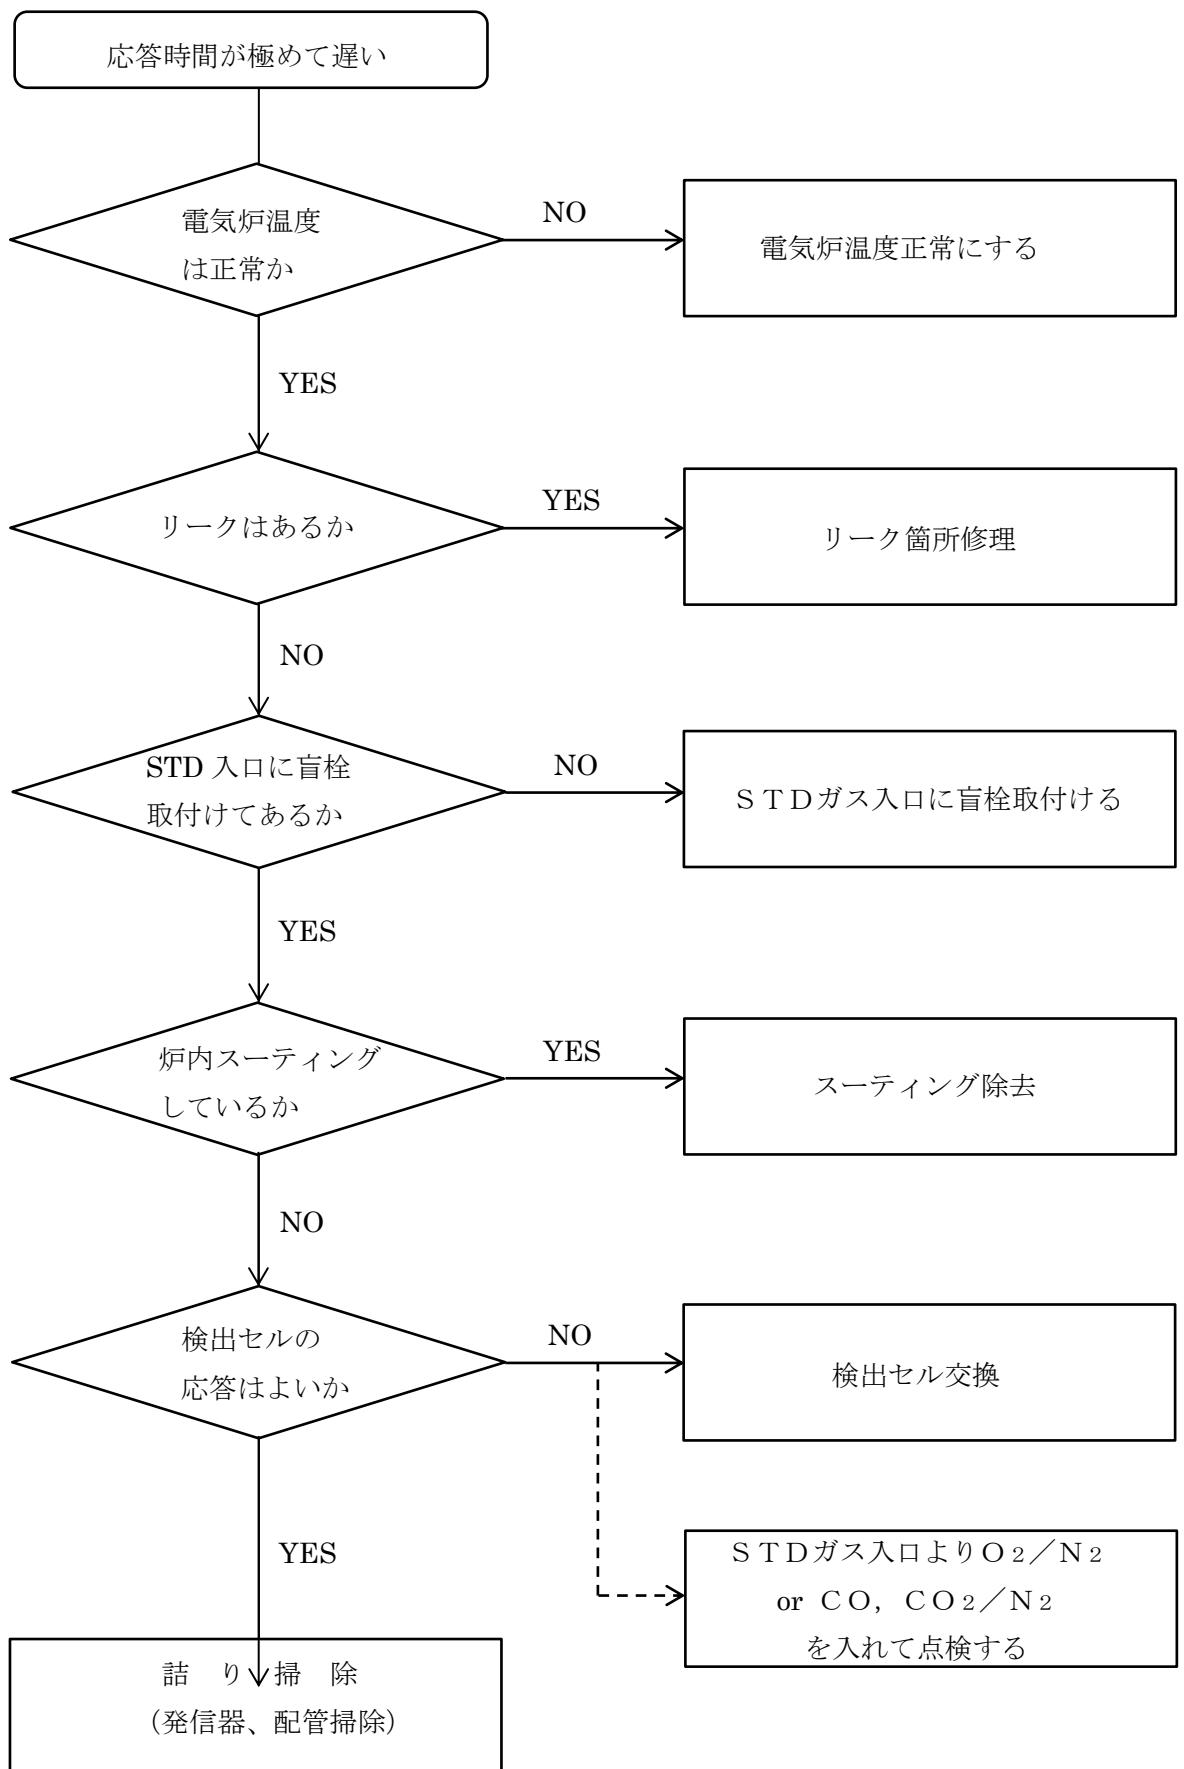 応答時間が極めて遅い
電気炉温度
は正常か
NO
電気炉温度正常にする
YES
リークはあるか
YES
リーク箇所修理
NO
STD 入口に盲栓
取付けてあるか
NO
ＳＴＤガス入口に盲栓取付ける
YES
炉内スーティング
しているか
YES
スーティング除去
NO
検出セルの
応答はよいか
NO
検出セル交換
YES
ＳＴＤガス入口よりＯ２／Ｎ２
or ＣＯ，ＣＯ２／Ｎ２
を入れて点検する
詰　り　掃　除
（発信器、配管掃除）